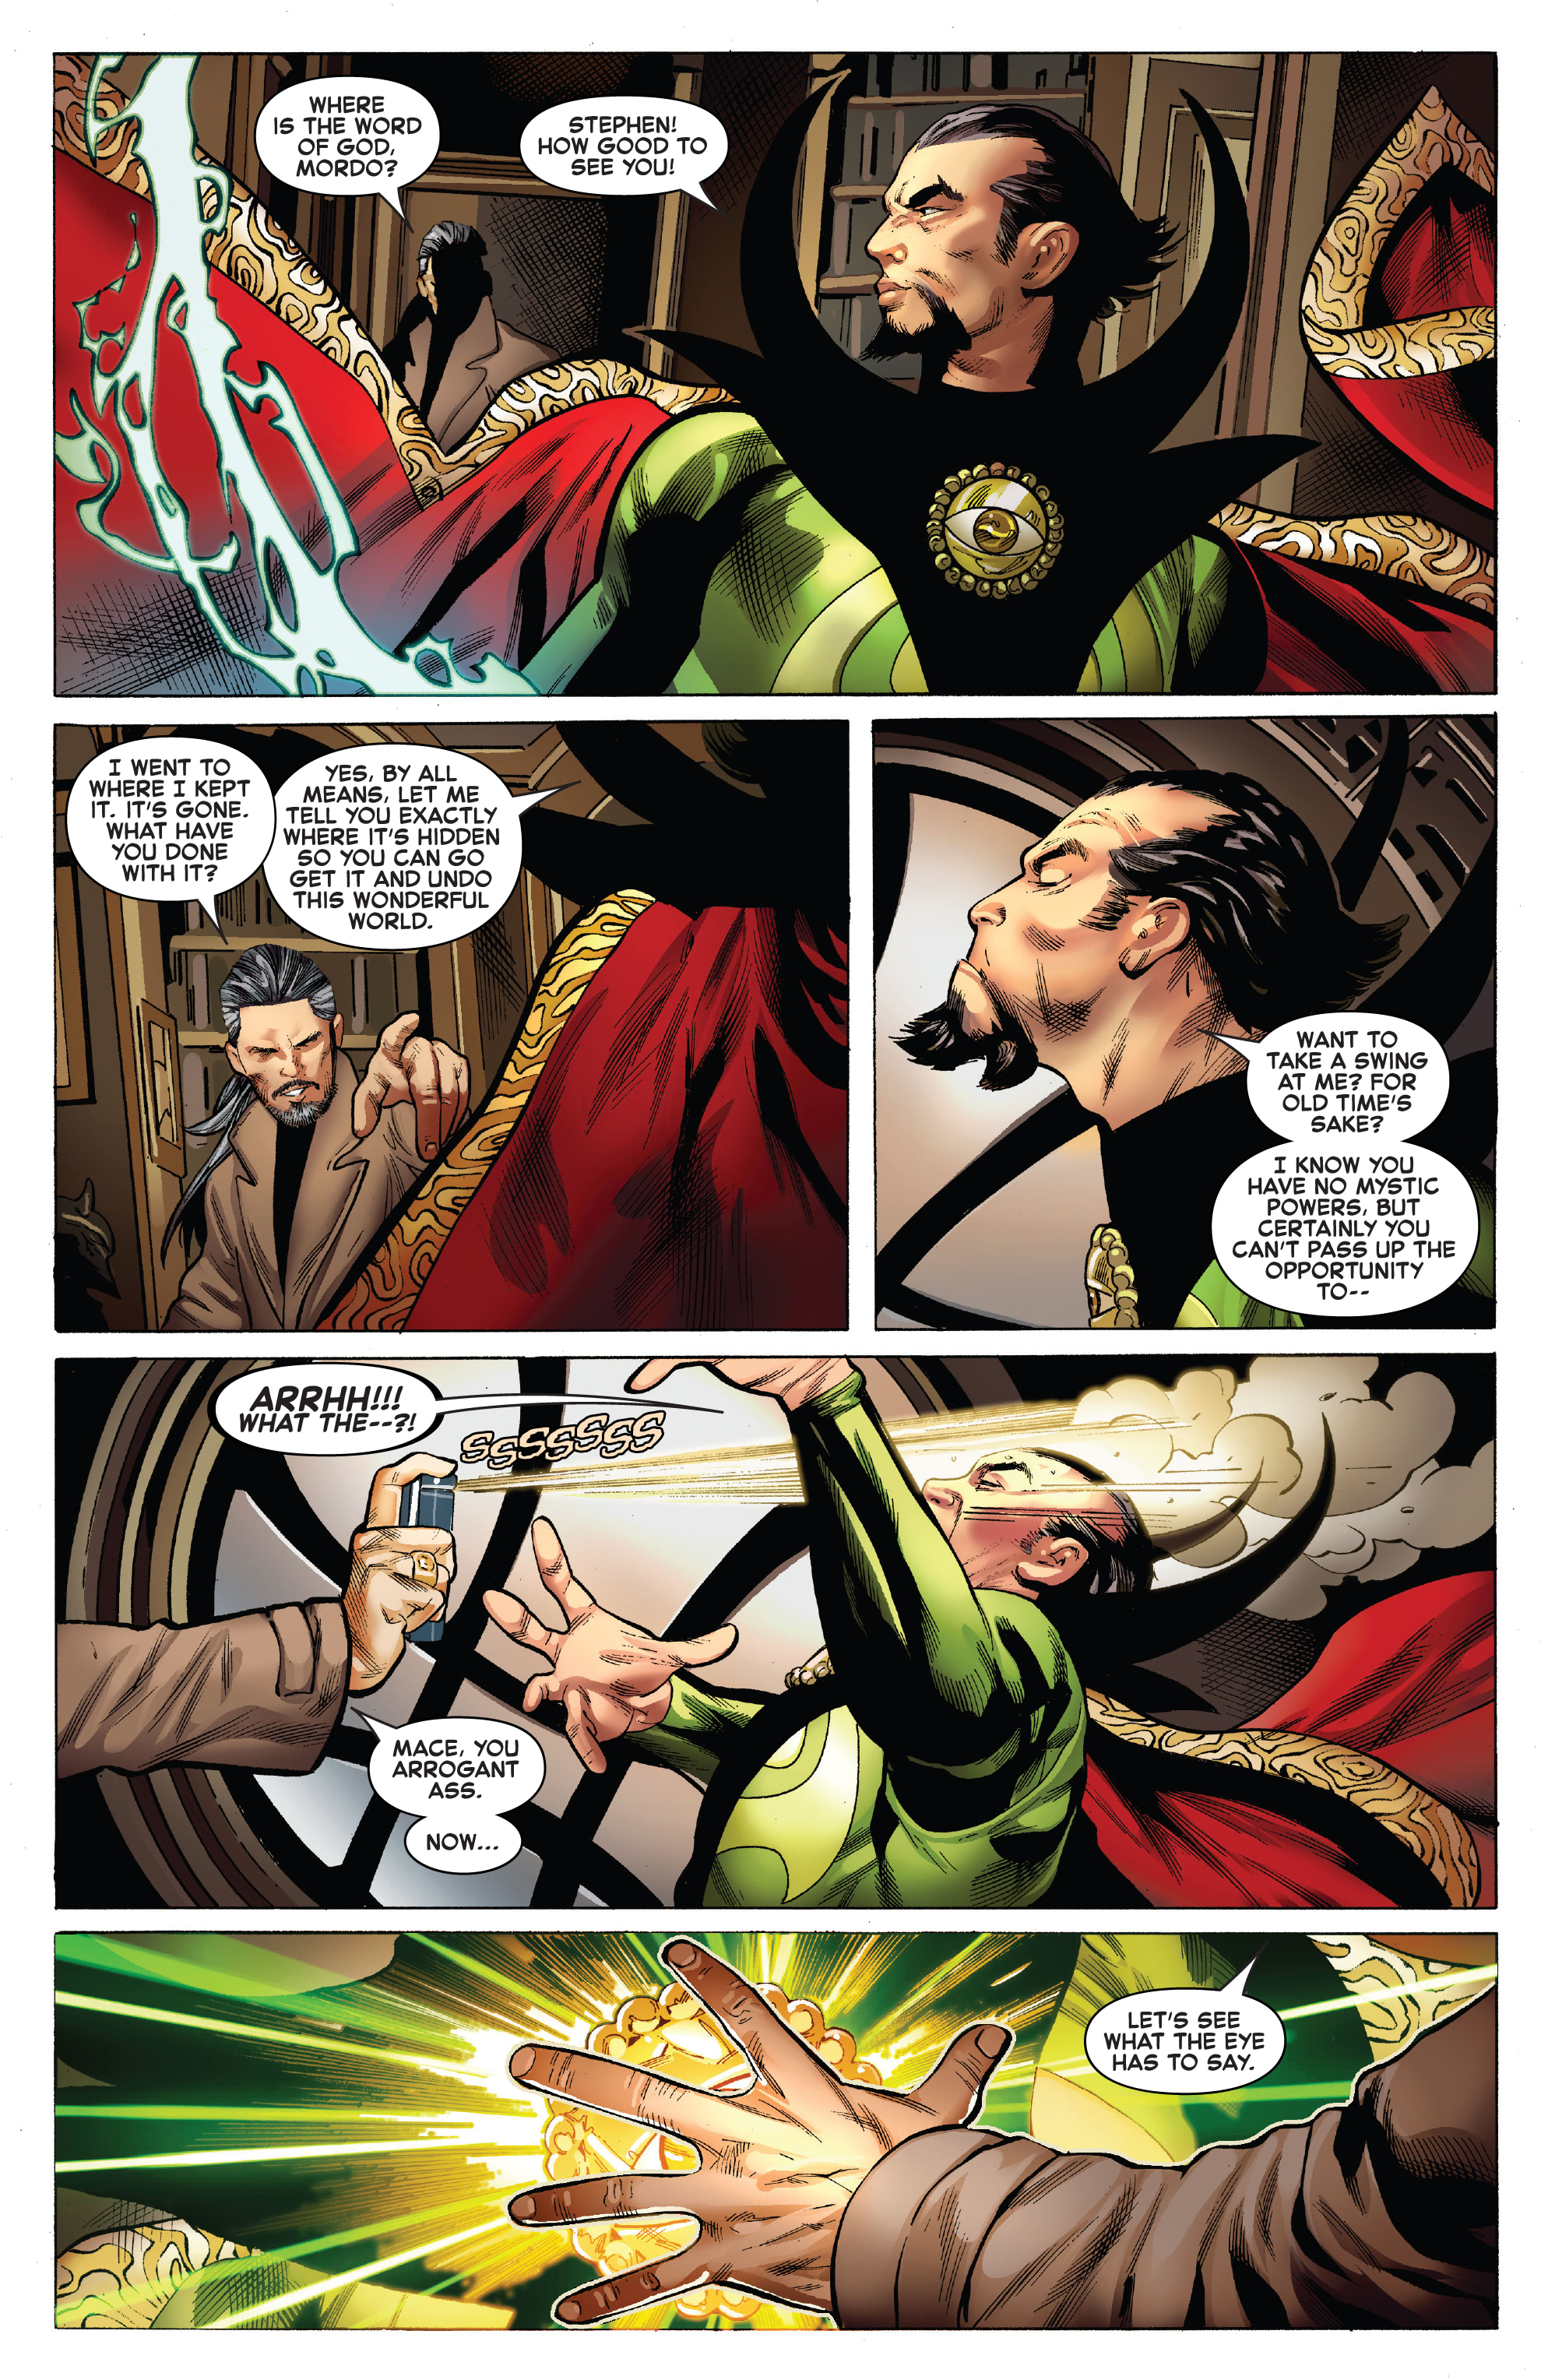 WHERE
IS THE WORD
OF GOD,
MORDO?
STEPHEN!
HOW GOOD TO
SEE YOU!
I WENT TO
WHERE I KEPT
IT. IT'S GONE.
WHAT HAVE
YOU DONE
WITH IT?
YES, BY ALL
MEANS, LET ME
TELL YOU EXACTLY
WHERE IT'S HIDDEN
SO YOU CAN GO
GET IT AND UNDO
THIS WONDERFUL
WORLD.
WANT TO
TAKE A SWING
AT ME? FOR
OLD TIME'S
SAKE?
I KNOW YOU
HAVE NO MYSTIC
POWERS, BUT
CERTAINLY YOU
CAN'T PASS UP THE
OPPORTUNITY
TO--
ARRHH!!!
WHAT THE--?!
SSSSSSSS
MACE, YOU
ARROGANT
ASS.
NOW...
LET'S SEE
WHAT THE EYE
HAS TO SAY.